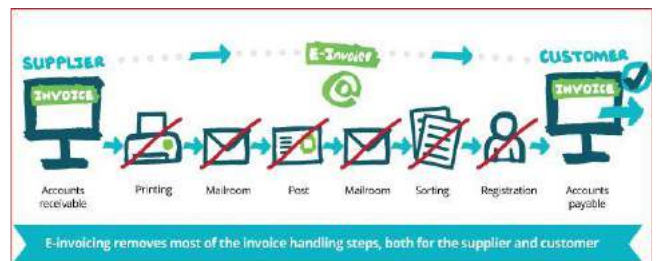 E-Invoice
SUPPLIER
CUSTOMER
INVOICE
INVOICE
@
Accounts receivable
Printing
Mailroom
Post
Mailroom
Sorting
Registration
Accounts payable
E-invoicing removes most of the invoice handling steps, both for the supplier and customer